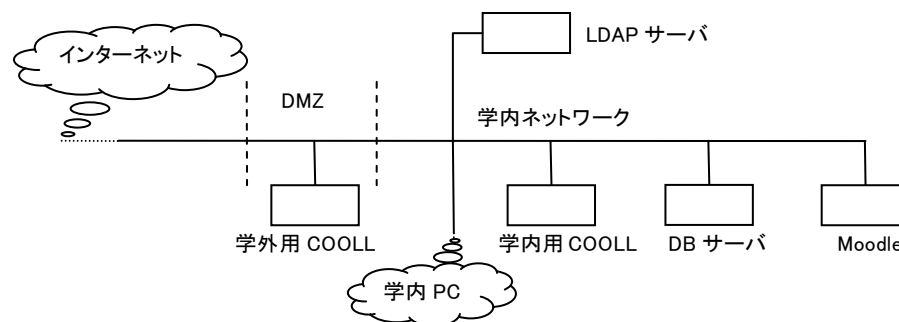 LDAP サーバ
インターネット
DMZ
学内ネットワーク
学外用 COOLL
学内用 COOLL
DB サーバ
Moodle
学内 PC